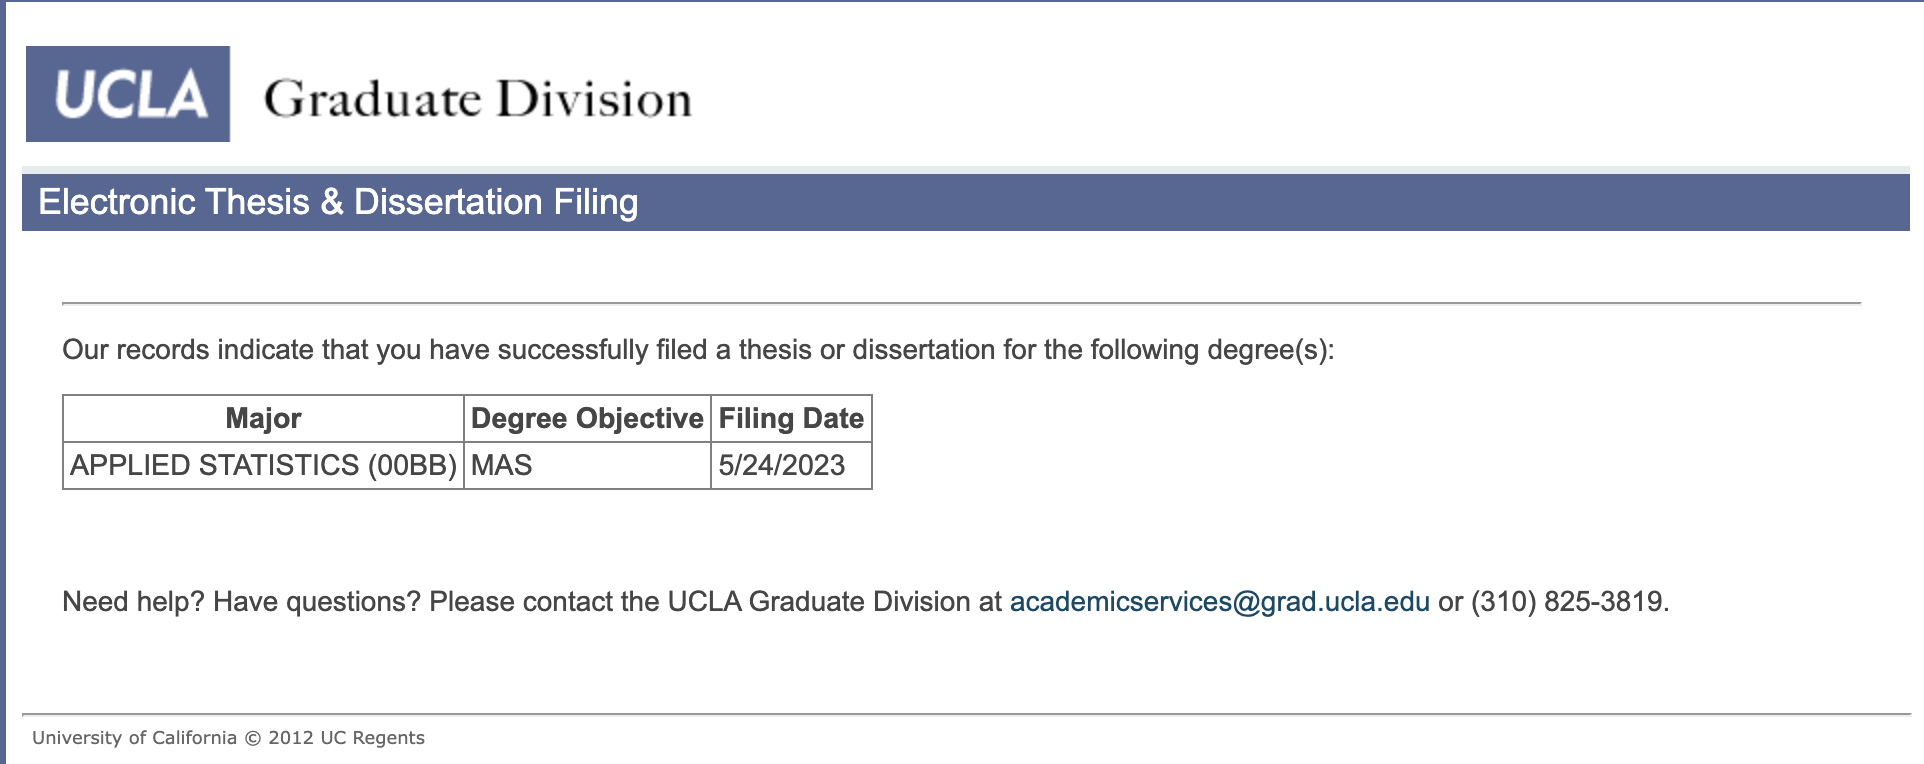 UCLA Graduate Division
Electronic Thesis & Dissertation Filing
Our records indicate that you have successfully filed a thesis or dissertation for the following degree(s):
Major Degree Objective Filing Date
APPLIED STATISTICS (00BB) MAS 5/24/2023
Need help? Have questions? Please contact the UCLA Graduate Division at academicservices@grad.ucla.edu or (310) 825-3819.
University of California © 2012 UC Regents